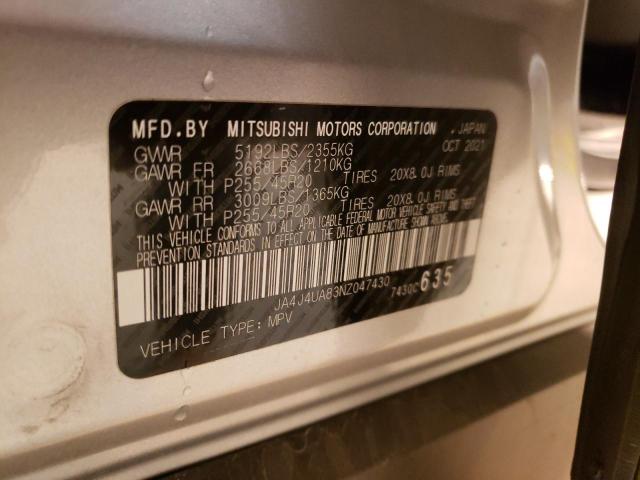 MFD.BY MITSUBISHI MOTORS CORPORATION , JAPAN
GVWR 5192LBS/2355KG OCT 2021
GAWR FR 2668LBS/1210KG
WITH P255/45R20 TIRES 20X8.0J RIMS
GAWR RR 3009LBS/1365KG
WITH P255/45R20 TIRES 20X8.0J RIMS
THIS VEHICLE CONFORMS TO ALL APPLICABLE FEDERAL MOTOR VEHICLE SAFETY AND THEFT
PREVENTION STANDARDS IN EFFECT ON THE DATE OF MANUFACTURE SHOWN ABOVE.
JA4J4UA83NZ047430
7430C635
VEHICLE TYPE: MPV